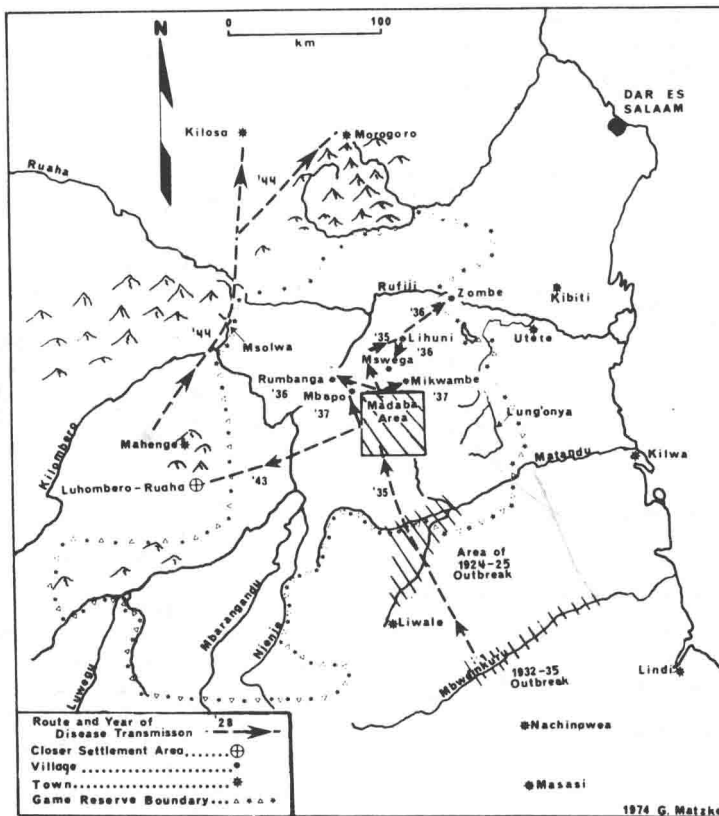 N
0 100
km
DAR ES
SALAAM
Kilosa
Morogoro
'44
Ruaha
Rufiji
Zombe
Kibiti
'36
Utete
'44
Msolwa
'35
Lihuni
'36
Mswega
Rumbanga
'36
Mikwambe
'37
Mbapo
'37
Madaba
Area
Lung'onya
Mahenge
Kilombero
Luhombero-Ruaha
'43
Matandu
Kilwa
'35
Area of
1924-25
Outbreak
Liwale
Mbarangandu
Njenje
Luwegu
Mbwemkuru
1932-35
Outbreak
Lindi
Nachingwea
Masasi
Route and Year of '28
Disease Transmisson
Closer Settlement Area.......
Village ......................
Town.........................
Game Reserve Boundary...
1974 G. Matzke